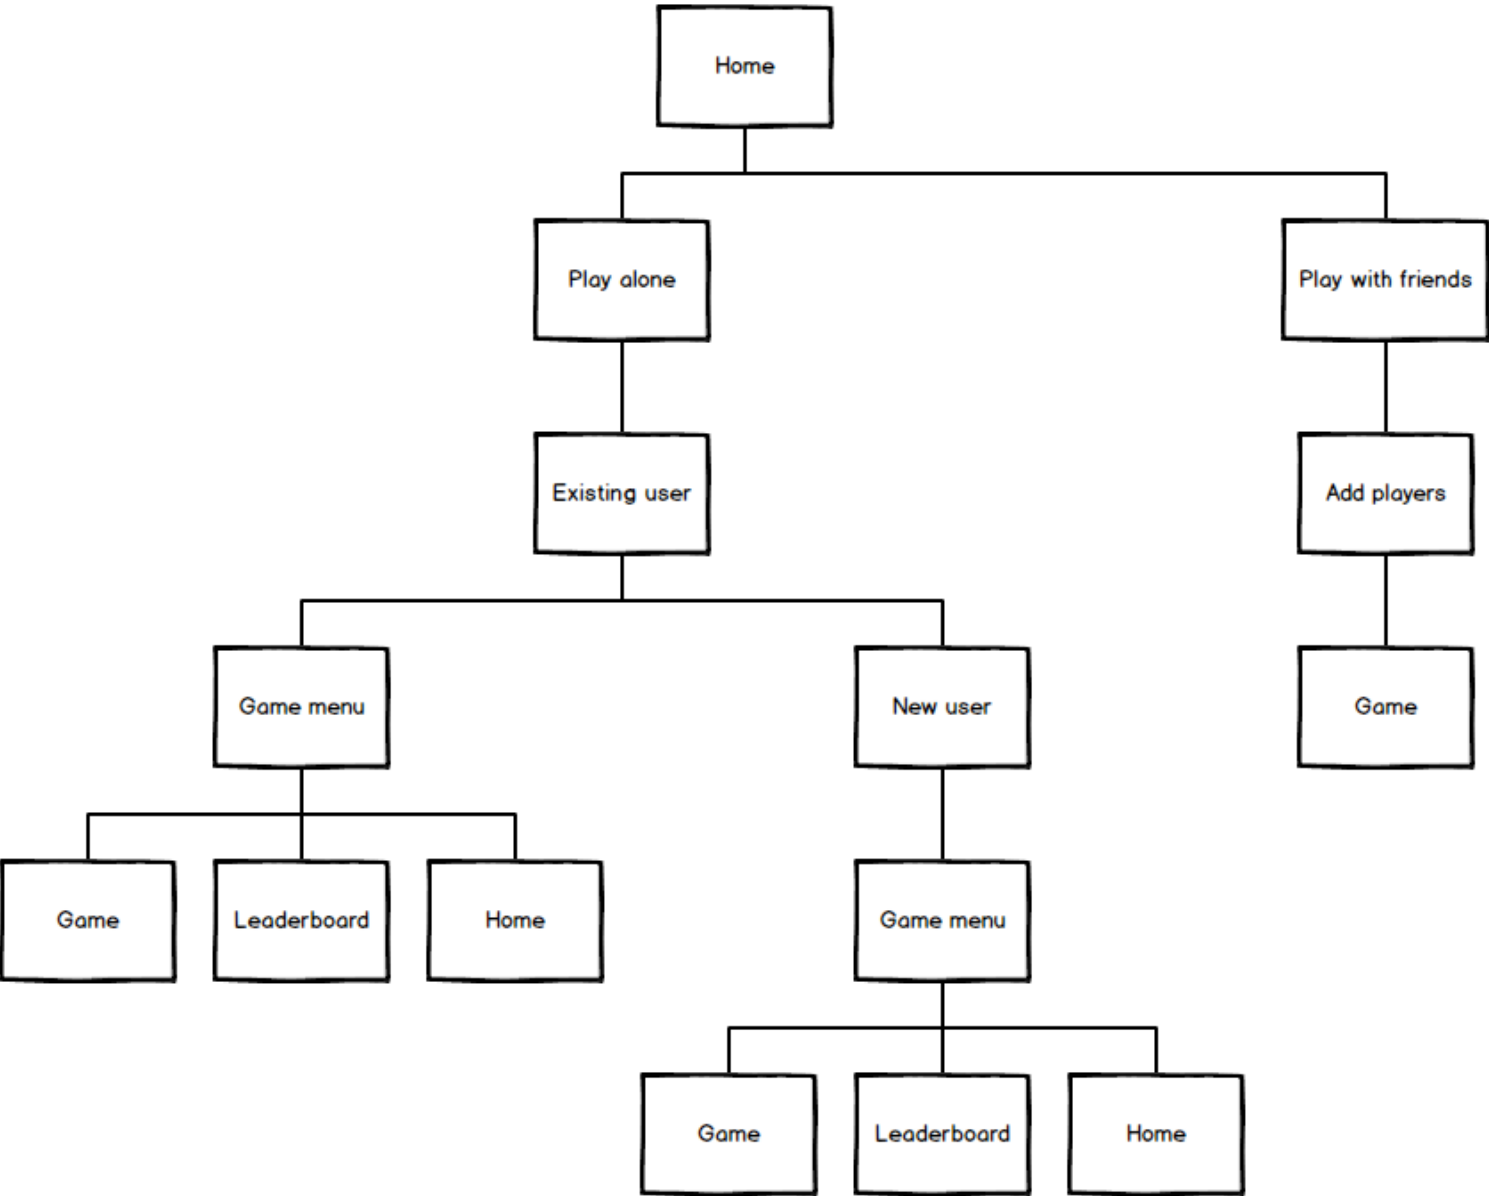 Home
Play alone
Play with friends
Existing user
Add players
Game menu
New user
Game
Game
Leaderboard
Home
Game menu
Game
Leaderboard
Home